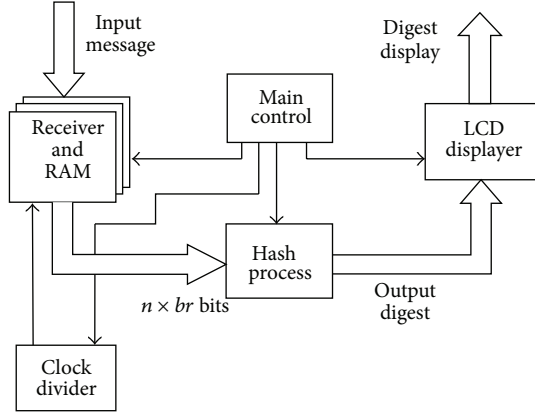 Input
message
Digest
display
Receiver
and
RAM
Main
control
LCD
displayer
Hash
process
n × br bits
Output
digest
Clock
divider